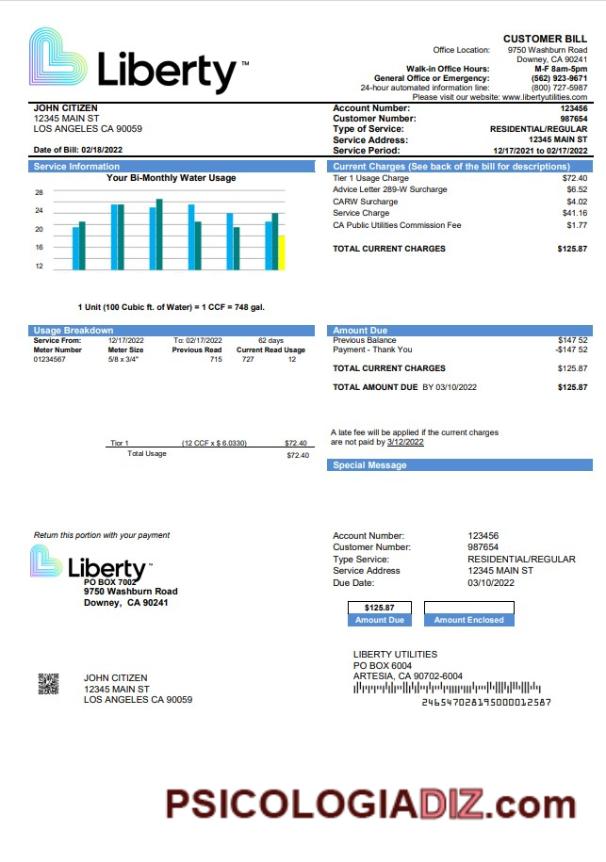 Liberty™
CUSTOMER BILL
Office Location: 9750 Washburn Road
Downey, CA 90241
Walk-in Office Hours: M-F 8am-5pm
General Office or Emergency: (562) 923-9671
24-hour automated information line: (800) 727-5987
Please visit our website: www.libertyutilities.com
JOHN CITIZEN
12345 MAIN ST
LOS ANGELES CA 90059
Date of Bill: 02/18/2022
Account Number: 123456
Customer Number: 987654
Type of Service: RESIDENTIAL/REGULAR
Service Address: 12345 MAIN ST
Service Period: 12/17/2021 to 02/17/2022
Service Information
Your Bi-Monthly Water Usage
28
24
20
16
12
1 Unit (100 Cubic ft. of Water) = 1 CCF = 748 gal.
Current Charges (See back of the bill for descriptions)
Tier 1 Usage Charge $72.40
Advice Letter 289-W Surcharge $6.52
CARW Surcharge $4.02
Service Charge $41.16
CA Public Utilities Commission Fee $1.77
TOTAL CURRENT CHARGES $125.87
Usage Breakdown
Service From: 12/17/2022 To: 02/17/2022 62 days
Meter Number Meter Size Previous Read Current Read Usage
01234567 5/8 x 3/4" 715 727 12
Tier 1 (12 CCF x $ 6.0330) $72.40
Total Usage $72.40
Amount Due
Previous Balance $147 52
Payment - Thank You -$147 52
TOTAL CURRENT CHARGES $125.87
TOTAL AMOUNT DUE BY 03/10/2022 $125.87
A late fee will be applied if the current charges
are not paid by 3/12/2022
Special Message
Return this portion with your payment
Liberty™
PO BOX 7002
9750 Washburn Road
Downey, CA 90241
Account Number: 123456
Customer Number: 987654
Type Service: RESIDENTIAL/REGULAR
Service Address 12345 MAIN ST
Due Date: 03/10/2022
$125.87
Amount Due Amount Enclosed
JOHN CITIZEN
12345 MAIN ST
LOS ANGELES CA 90059
LIBERTY UTILITIES
PO BOX 6004
ARTESIA, CA 90702-6004
246547028195000012587
PSICOLOGIADIZ.com